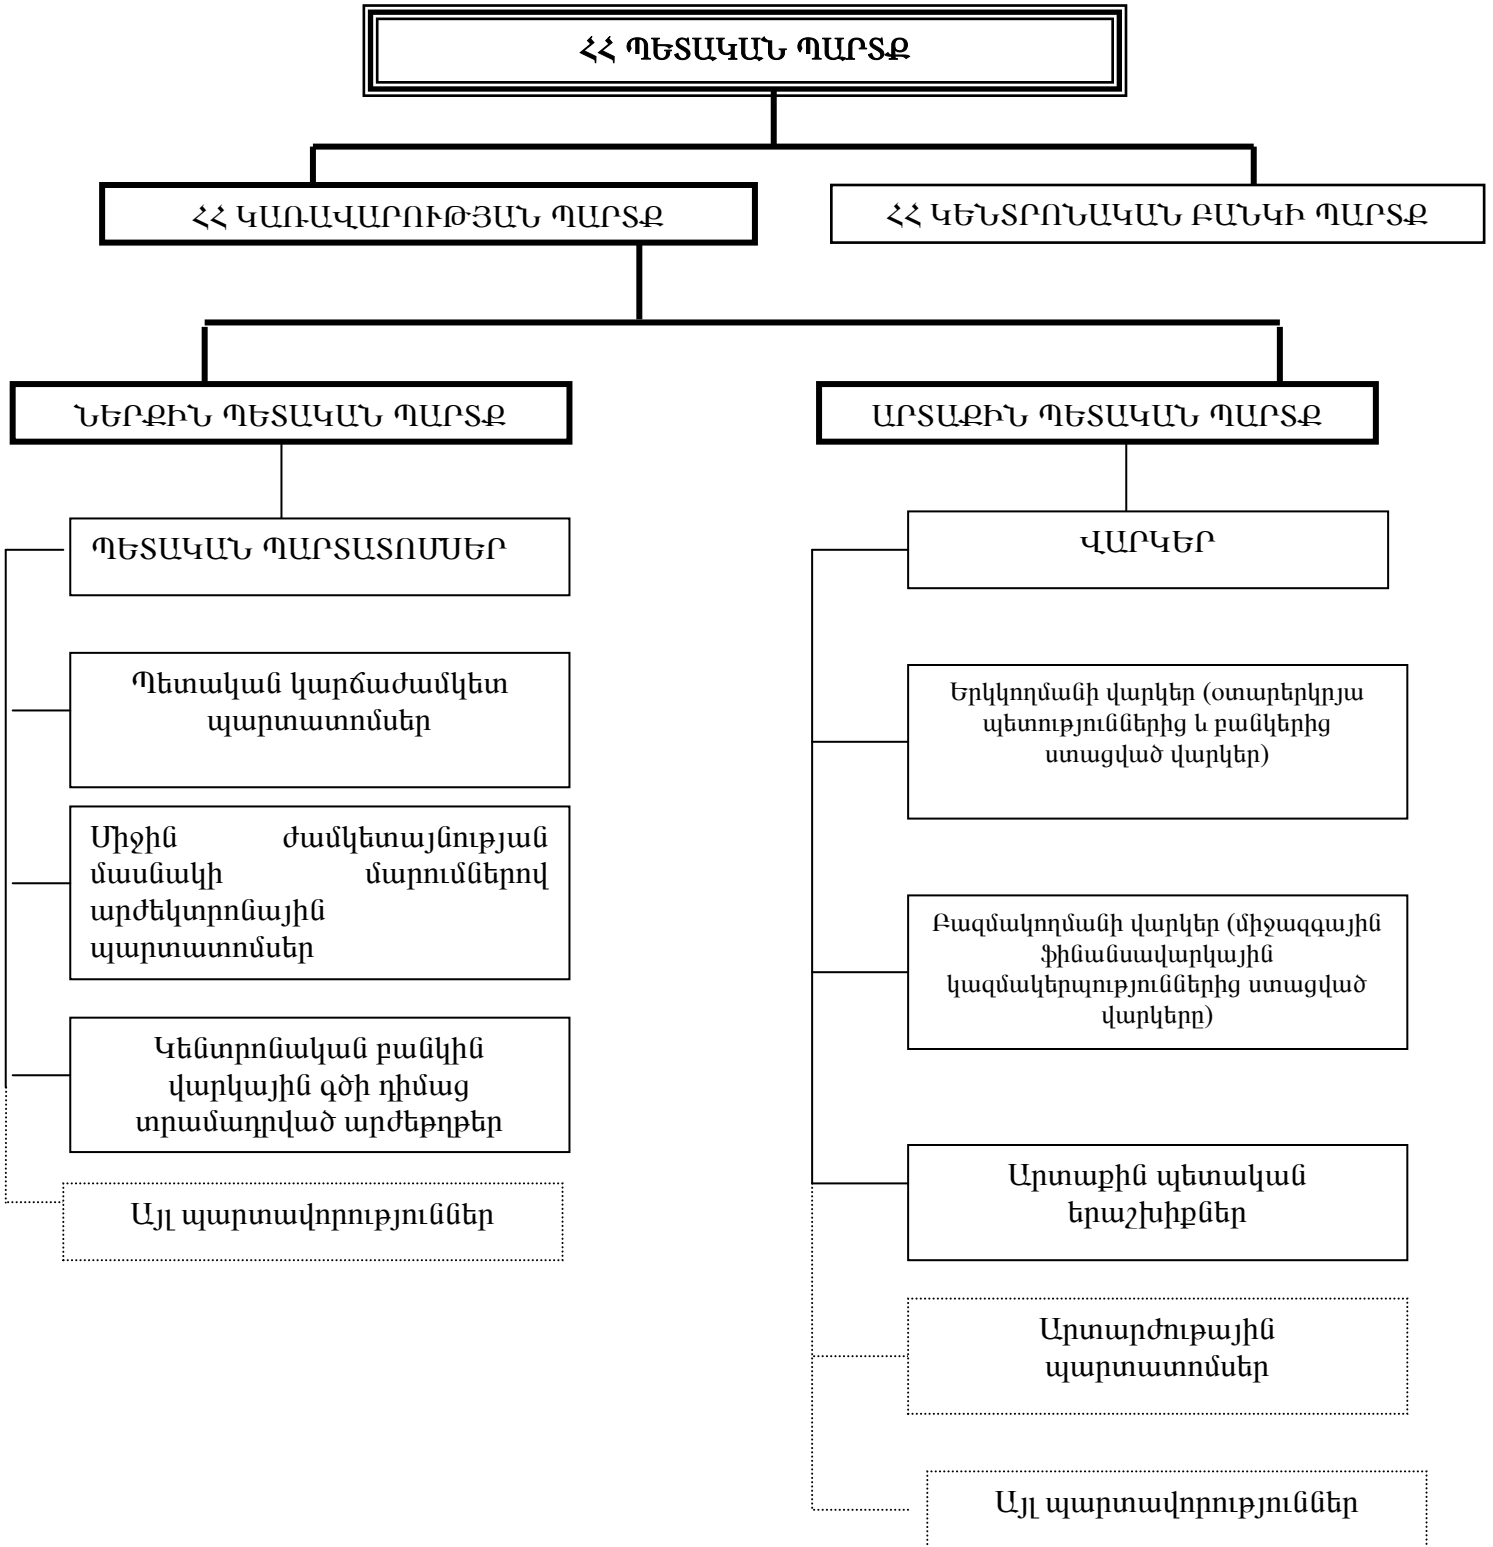 ՀՀ ՊԵՏԱԿԱՆ ՊԱՐՏՔ
ՀՀ ԿԱՌԱՎԱՐՈՒԹՅԱՆ ՊԱՐՏՔ
ՀՀ ԿԵՆՏՐՈՆԱԿԱՆ ԲԱՆԿԻ ՊԱՐՏՔ
ՆԵՐՔԻՆ ՊԵՏԱԿԱՆ ՊԱՐՏՔ
ԱՐՏԱՔԻՆ ՊԵՏԱԿԱՆ ՊԱՐՏՔ
ՊԵՏԱԿԱՆ ՊԱՐՏԱՏՈՄՍԵՐ
Պետական կարճաժամկետ
պարտատոմսեր
Միջին ժամկետայնության
մասնակի մարումներով
արժեկտրոնային
պարտատոմսեր
Կենտրոնական բանկին
վարկային գծի դիմաց
տրամադրված արժեթղթեր
Այլ պարտավորություններ
ՎԱՐԿԵՐ
Երկկողմանի վարկեր (օտարերկրյա
պետություններից և բանկերից
ստացված վարկեր)
Բազմակողմանի վարկեր (միջազգային
ֆինանսավարկային
կազմակերպություններից ստացված
վարկերը)
Արտաքին պետական
երաշխիքներ
Արտարժութային
պարտատոմսեր
Այլ պարտավորություններ